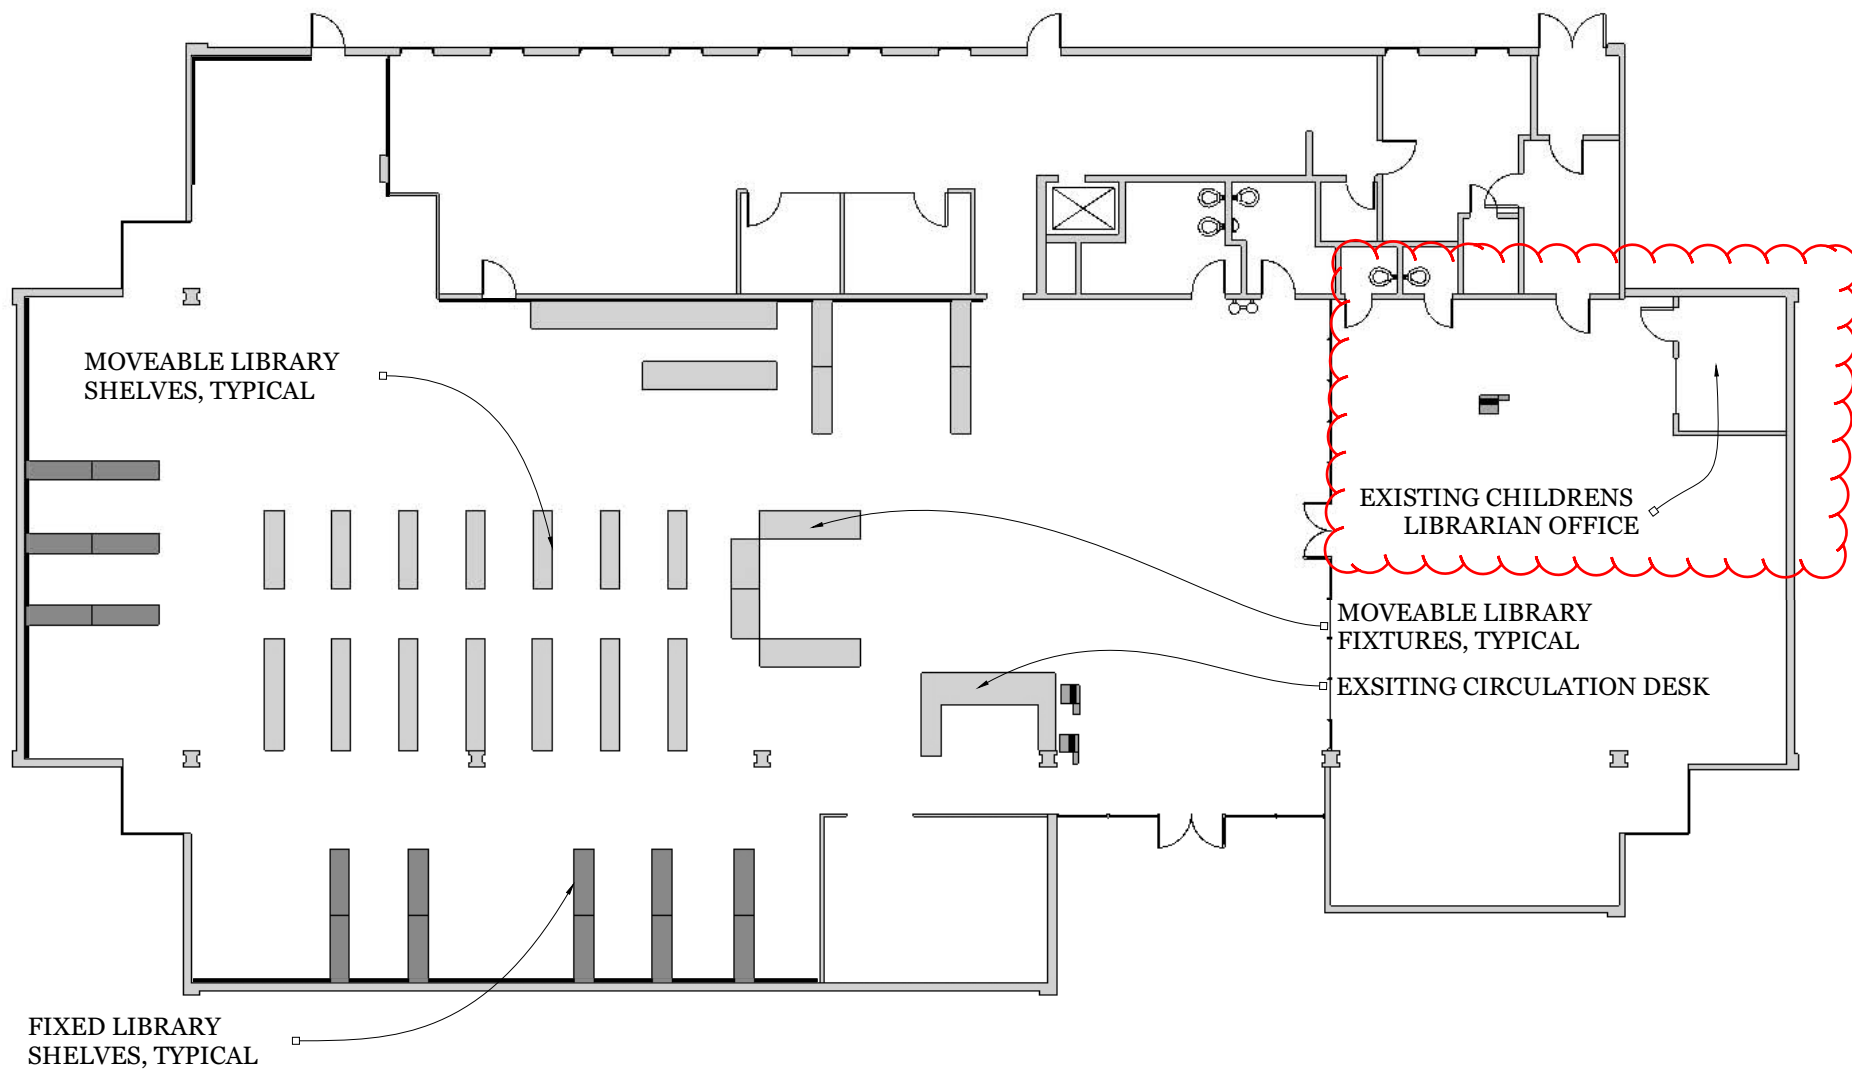 MOVEABLE LIBRARY
SHELVES, TYPICAL
EXISTING CHILDRENS
LIBRARIAN OFFICE
MOVEABLE LIBRARY
FIXTURES, TYPICAL
EXSITING CIRCULATION DESK
FIXED LIBRARY
SHELVES, TYPICAL